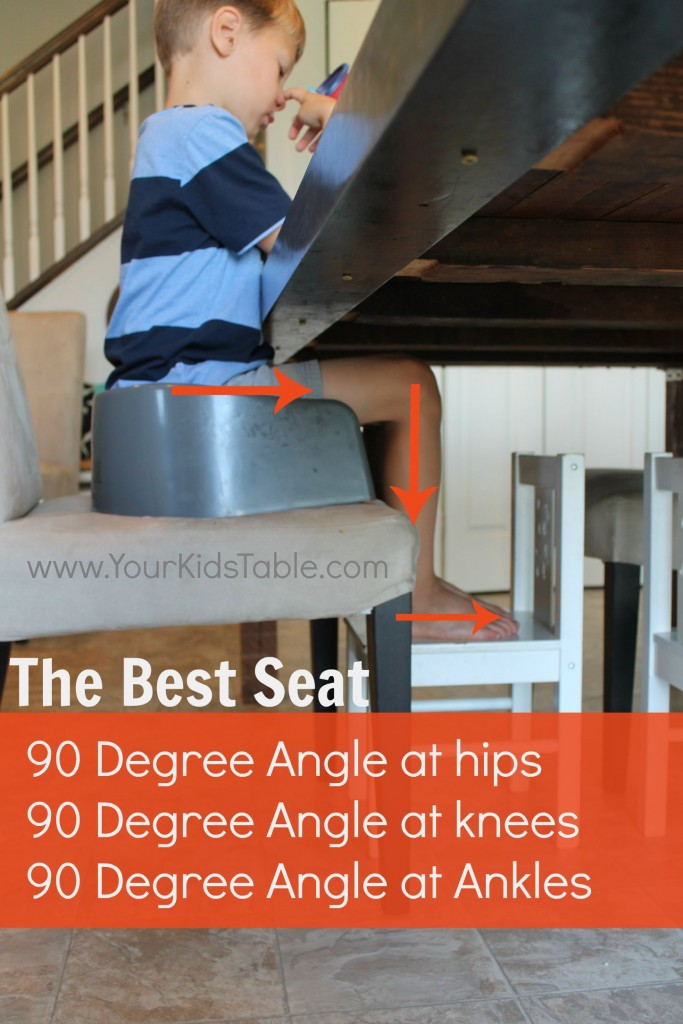 www.YourKidsTable.com
The Best Seat
90 Degree Angle at hips
90 Degree Angle at knees
90 Degree Angle at Ankles